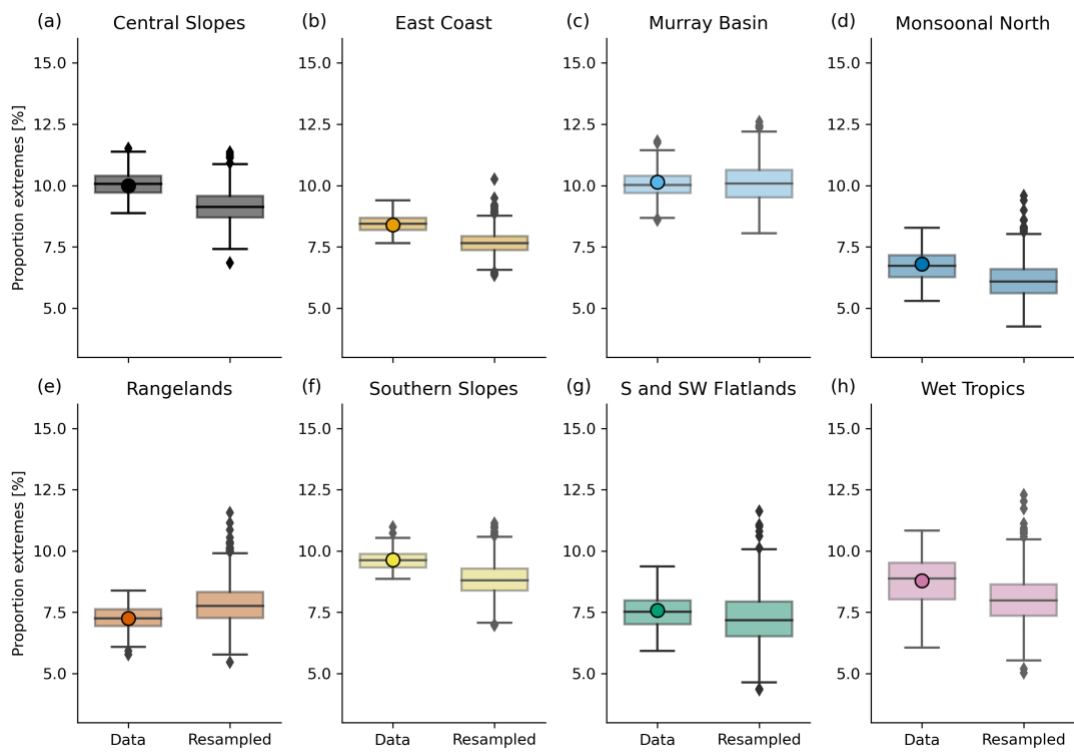 (a) Central Slopes
(b) East Coast
(c) Murray Basin
(d) Monsoonal North
Proportion extremes [%]
15.0
12.5
10.0
7.5
5.0
15.0
12.5
10.0
7.5
5.0
15.0
12.5
10.0
7.5
5.0
15.0
12.5
10.0
7.5
5.0
(e) Rangelands
(f) Southern Slopes
(g) S and SW Flatlands
(h) Wet Tropics
Proportion extremes [%]
15.0
12.5
10.0
7.5
5.0
Data Resampled
15.0
12.5
10.0
7.5
5.0
Data Resampled
15.0
12.5
10.0
7.5
5.0
Data Resampled
15.0
12.5
10.0
7.5
5.0
Data Resampled